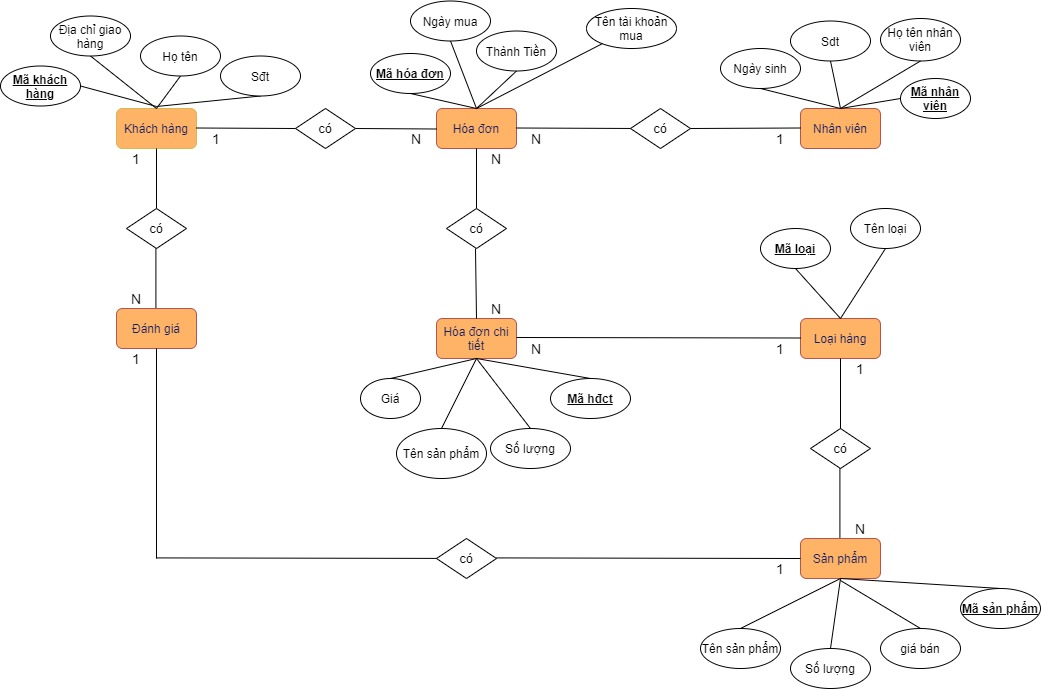 Địa chỉ giao
hàng
Họ tên
Mã khách
hàng
Sđt
Ngày mua
Thành Tiền
Tên tài khoản
mua
Mã hóa đơn
Sdt
Họ tên nhân
viên
Ngày sinh
Mã nhân
viên
Khách hàng
1
có
N
Hóa đơn
N
có
1
Nhân viên
1
N
có
có
Mã loại
Tên loại
N
N
Đánh giá
1
Hóa đơn chi
tiết
N
1
Loại hàng
1
Giá
Mã hđct
Tên sản phẩm
Số lượng
có
N
có
1
Sản phẩm
Mã sản phẩm
Tên sản phẩm
Số lượng
giá bán